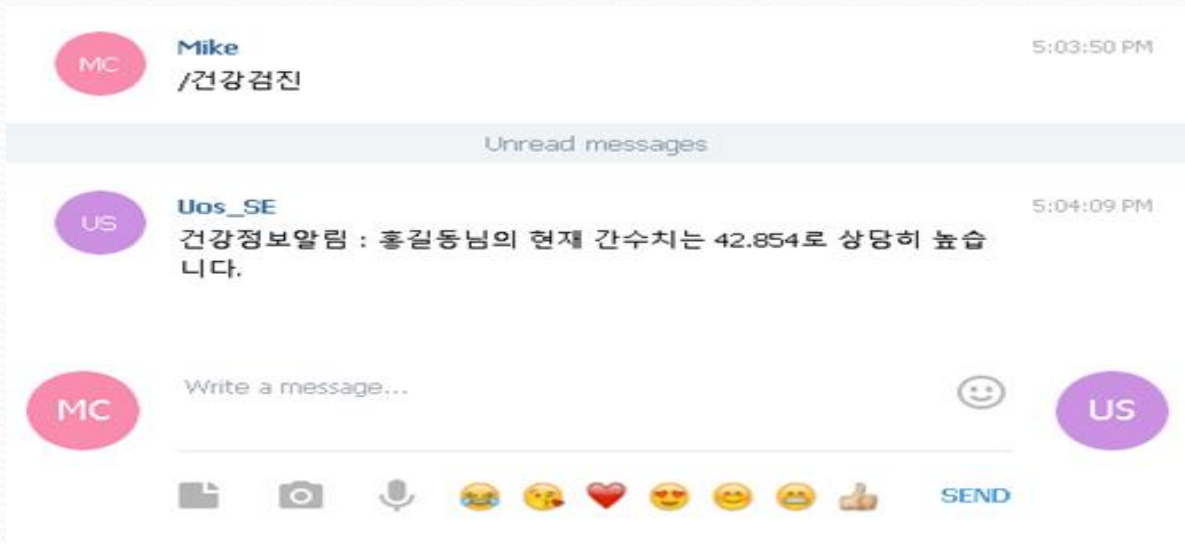 MC
Mike
5:03:50 PM
/건강검진
Unread messages
US
Uos_SE
5:04:09 PM
건강정보알림 : 홍길동님의 현재 간수치는 42.854로 상당히 높습
니다.
MC
Write a message...
US
SEND